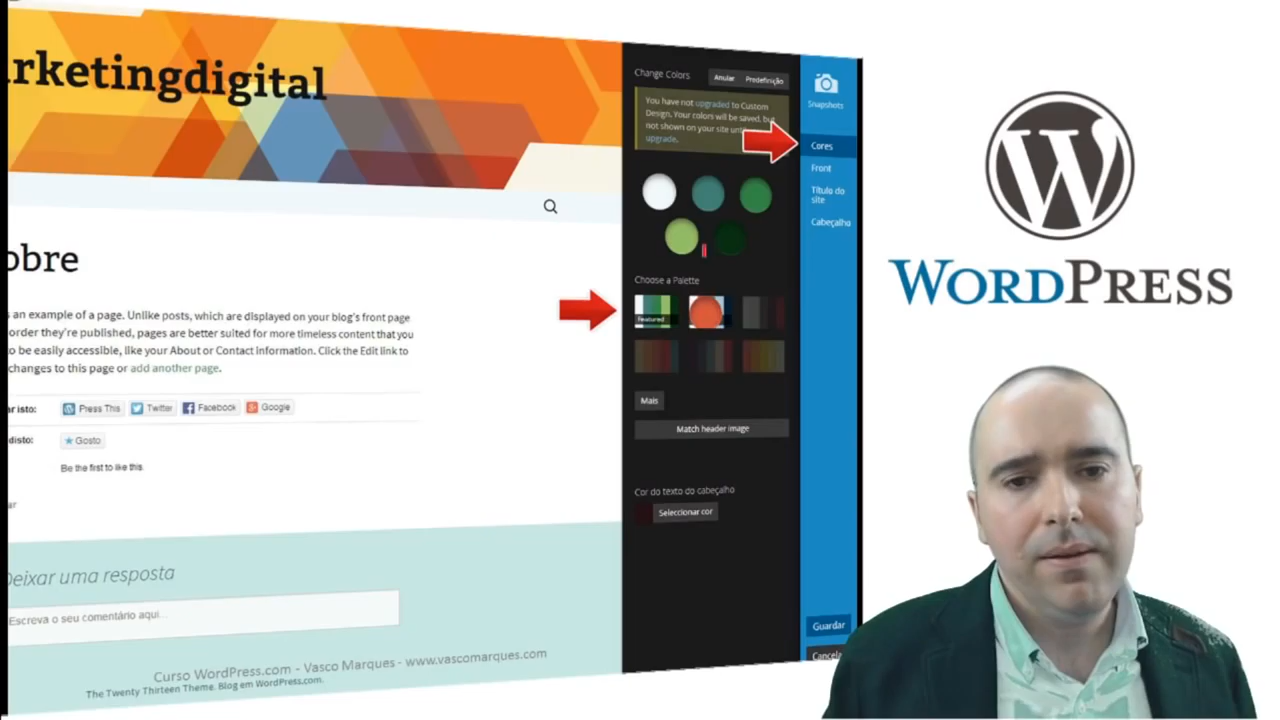 rketingdigital
obre
s an example of a page. Unlike posts, which are displayed on your blog's front page
order they're published, pages are better suited for more timeless content that you
to be easily accessible, like your About or Contact information. Click the Edit link to
changes to this page or add another page.
ar isto:
Press This
Twitter
Facebook
Google
disto:
Gosto
Be the first to like this.
ar
Deixar uma resposta
Escreva o seu comentário aqui...
Curso WordPress.com - Vasco Marques - www.vascomarques.com
The Twenty Thirteen Theme. Blog em WordPress.com.
Change Colors
Anular
Predefinição
You have not upgraded to Custom
Design. Your colors will be saved, but
not shown on your site until
upgrade.
Choose a Palette
Featured
Mais
Match header image
Cor do texto do cabeçalho
Seleccionar cor
Snapshots
Cores
Front
Título do
site
Cabeçalho
Guardar
Cancela
WORDPRESS